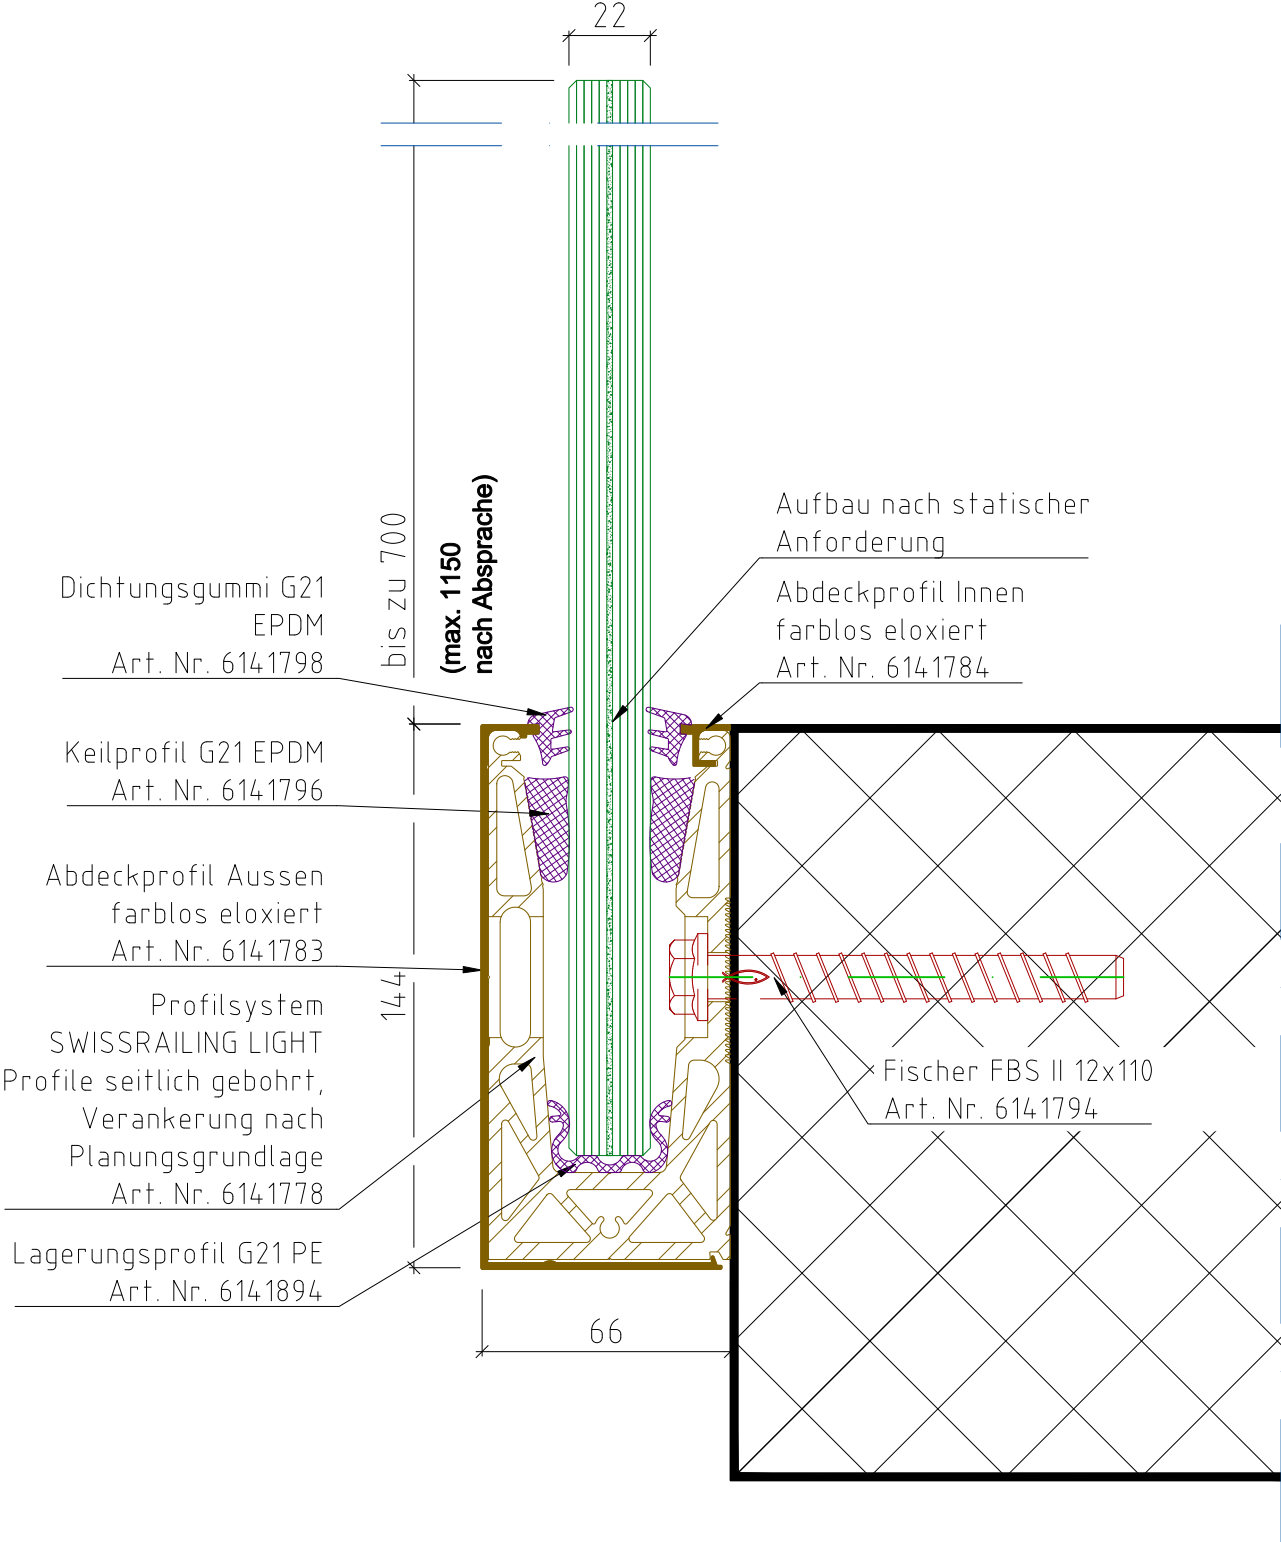 22
bis zu 700
(max. 1150
nach Absprache)
Aufbau nach statischer
Anforderung
Abdeckprofil Innen
farblos eloxiert
Art. Nr. 6141784
Dichtungsgummi G21
EPDM
Art. Nr. 6141798
Keilprofil G21 EPDM
Art. Nr. 6141796
Abdeckprofil Aussen
farblos eloxiert
Art. Nr. 6141783
144
Profilsystem
SWISSRAILING LIGHT
Profile seitlich gebohrt,
Verankerung nach
Planungsgrundlage
Art. Nr. 6141778
Fischer FBS II 12x110
Art. Nr. 6141794
Lagerungsprofil G21 PE
Art. Nr. 6141894
66